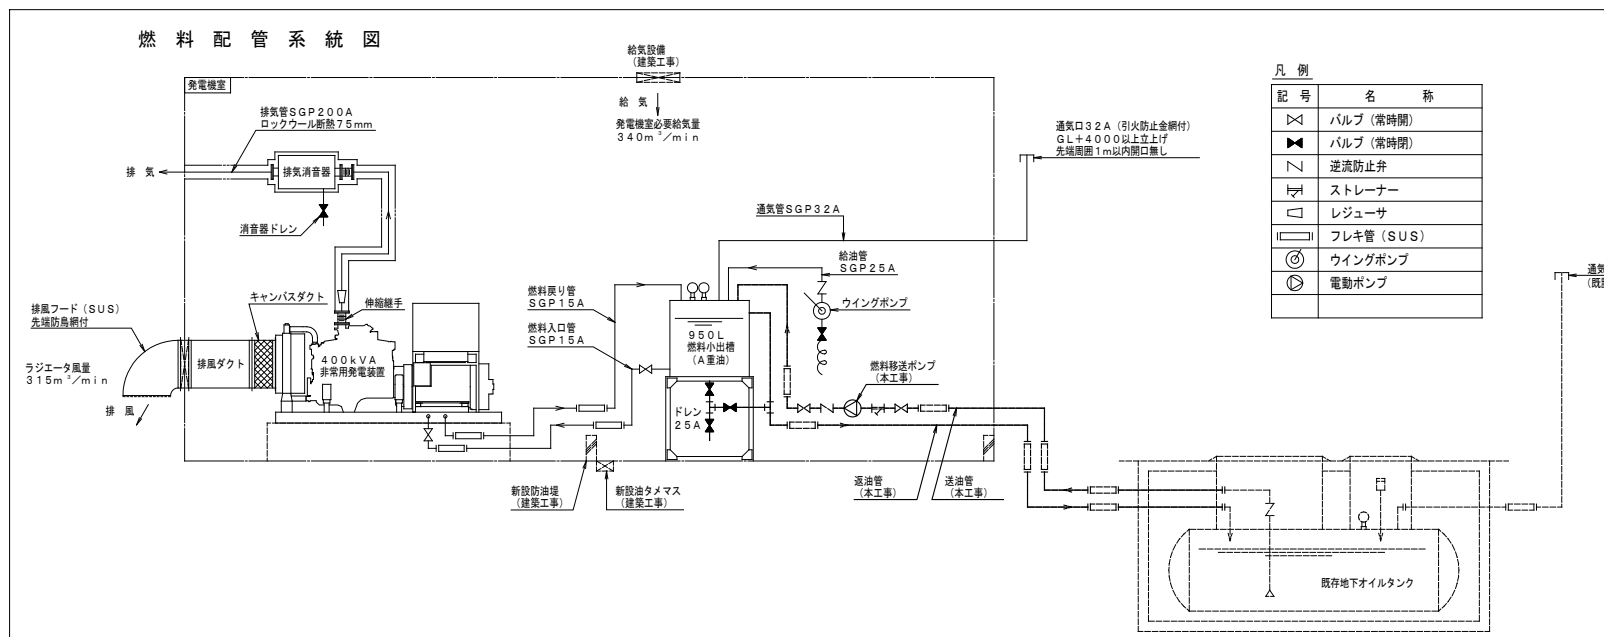 燃料配管系統図
発電機室
給気設備
(建築工事)
給 気
発電機室必要給気量
340m³/min
排気管SGP200A
ロックウール断熱75mm
排 気
排気消音器
消音器ドレン
通気口32A(引火防止金網付)
GL+4000以上立上げ
先端周囲1m以内開口無し
通気管SGP32A
給油管
SGP25A
ウイングポンプ
燃料戻り管
SGP15A
燃料入口管
SGP15A
キャンバスダクト
伸縮継手
排風フード(SUS)
先端防鳥網付
ラジエータ風量
315m³/min
排風ダクト
排 風
400kVA
非常用発電装置
950L
燃料小出槽
(A重油)
ドレン
25A
燃料移送ポンプ
(本工事)
新設防油堤
(建築工事)
新設油タメマス
(建築工事)
返油管
(本工事)
送油管
(本工事)
既存地下オイルタンク
凡 例
記 号 名 称
バルブ(常時開)
バルブ(常時閉)
逆流防止弁
ストレーナー
レジューサ
フレキ管(SUS)
ウイングポンプ
電動ポンプ
通気
(既